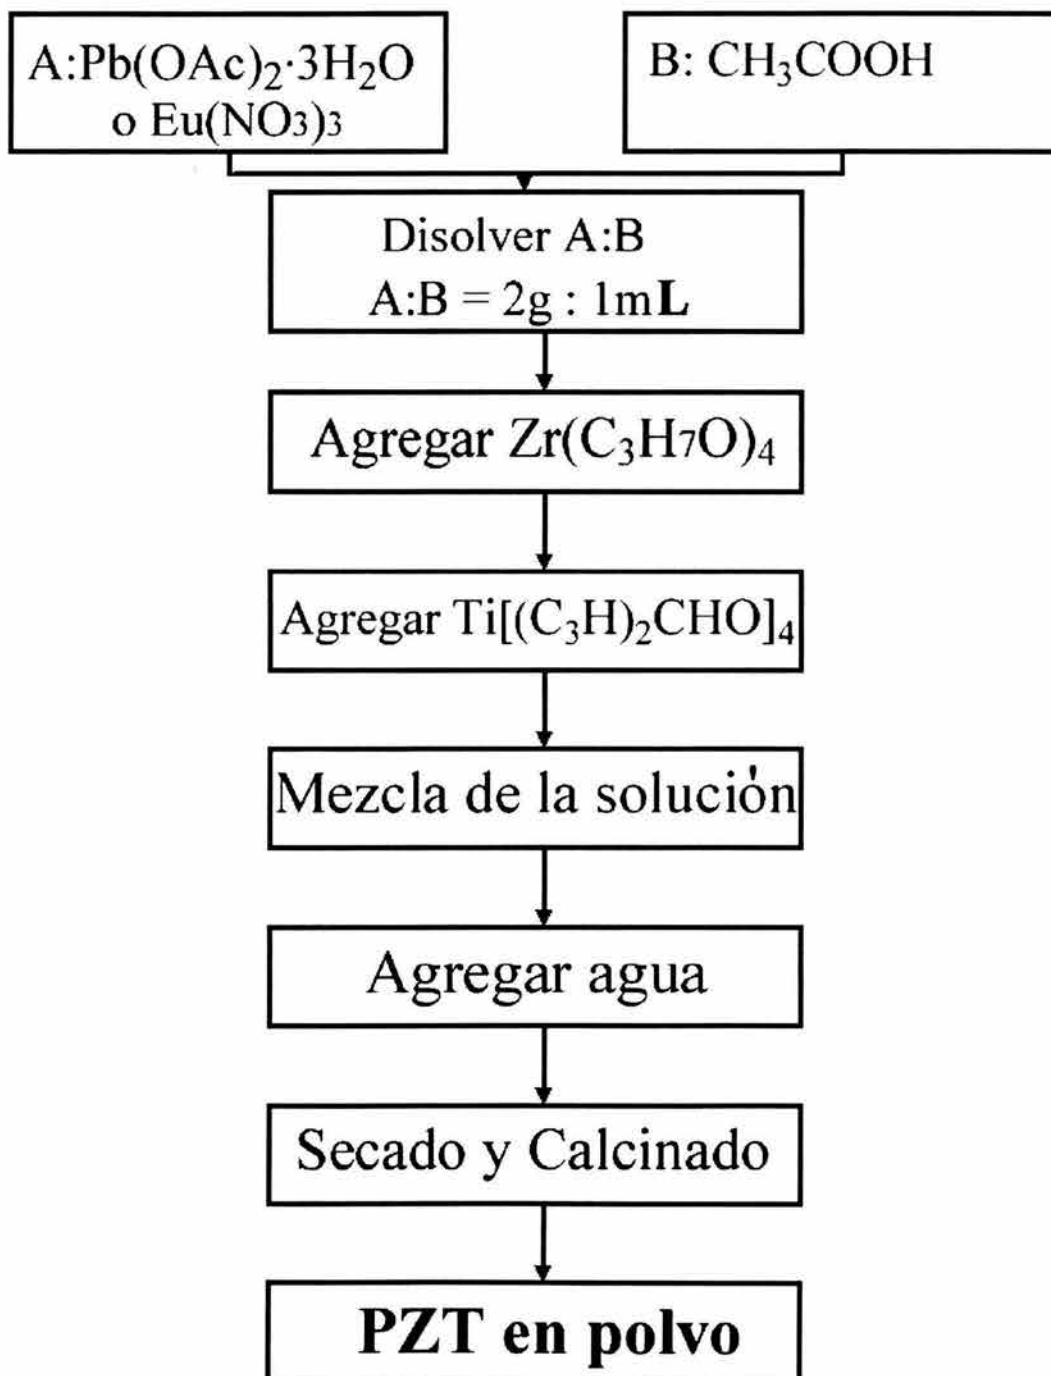 A:Pb(OAc)₂·3H₂O
o Eu(NO3)3
B: CH₃COOH
Disolver A:B
A:B = 2g : 1mL
Agregar Zr(C₃H7O)₄
Agregar Ti[(C₃H)₂CHO]₄
Mezcla de la solución
Agregar agua
Secado y Calcinado
PZT en polvo